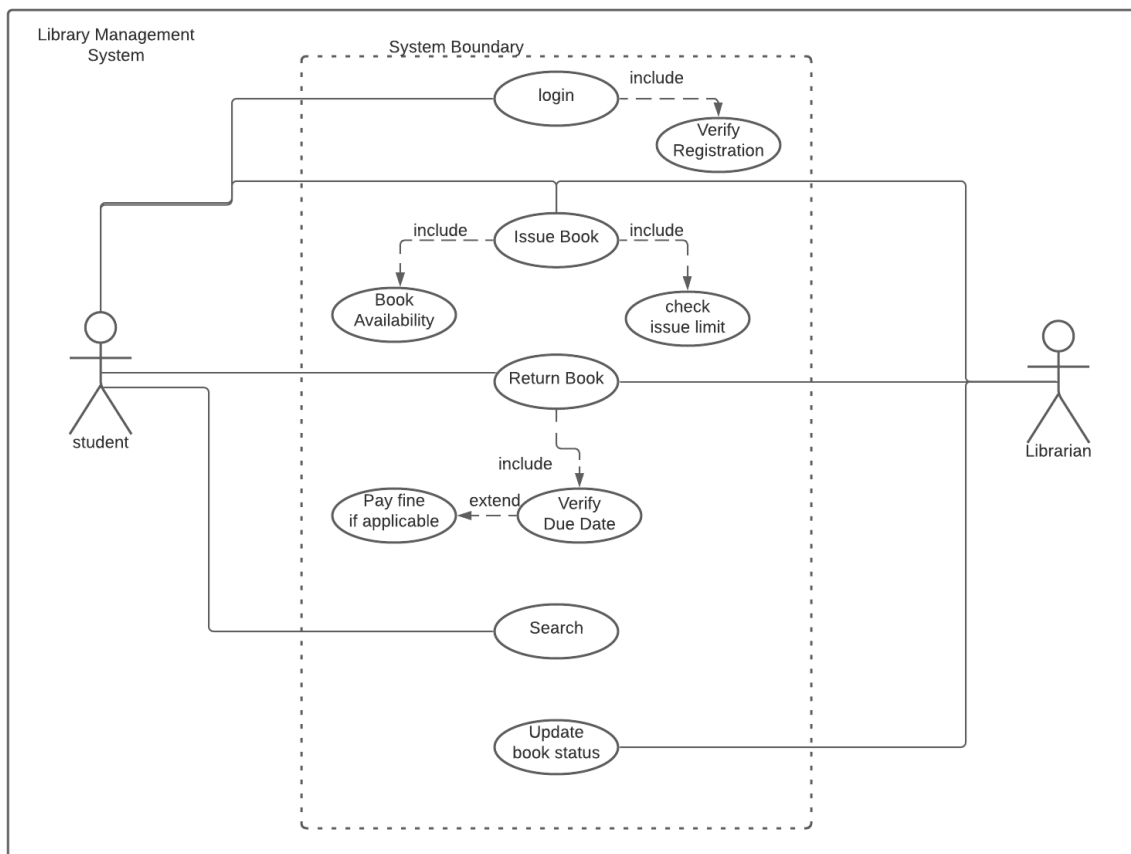 Library Management
System
System Boundary
login
include
Verify
Registration
include
Issue Book
include
Book
Availability
check
issue limit
Return Book
student
Librarian
include
Pay fine
if applicable
extend
Verify
Due Date
Search
Update
book status